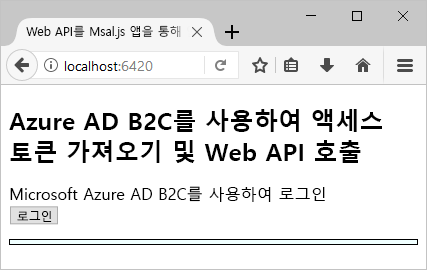 Web API를 Msal.js 앱을 통해
localhost:6420
Azure AD B2C를 사용하여 액세스
토큰 가져오기 및 Web API 호출
Microsoft Azure AD B2C를 사용하여 로그인
로그인